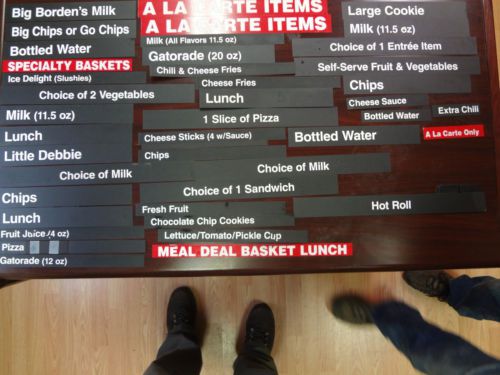 Big Borden's Milk
A LA CARTE ITEMS
Large Cookie
Big Chips or Go Chips
A LA CARTE ITEMS
Milk (11.5 oz)
Bottled Water
Milk (All Flavors 11.5 oz)
Choice of 1 Entrée Item
SPECIALTY BASKETS
Gatorade (20 oz)
Self-Serve Fruit & Vegetables
Ice Delight (Slushies)
Chili & Cheese Fries
Cheese Fries
Chips
Choice of 2 Vegetables
Lunch
Cheese Sauce
Milk (11.5 oz)
1 Slice of Pizza
Bottled Water
Extra Chili
Lunch
Cheese Sticks (4 w/Sauce)
Bottled Water
A La Carte Only
Little Debbie
Chips
Choice of Milk
Choice of Milk
Choice of 1 Sandwich
Chips
Fresh Fruit
Hot Roll
Lunch
Chocolate Chip Cookies
Fruit Juice (4 oz)
Lettuce/Tomato/Pickle Cup
Pizza
MEAL DEAL BASKET LUNCH
Gatorade (12 oz)